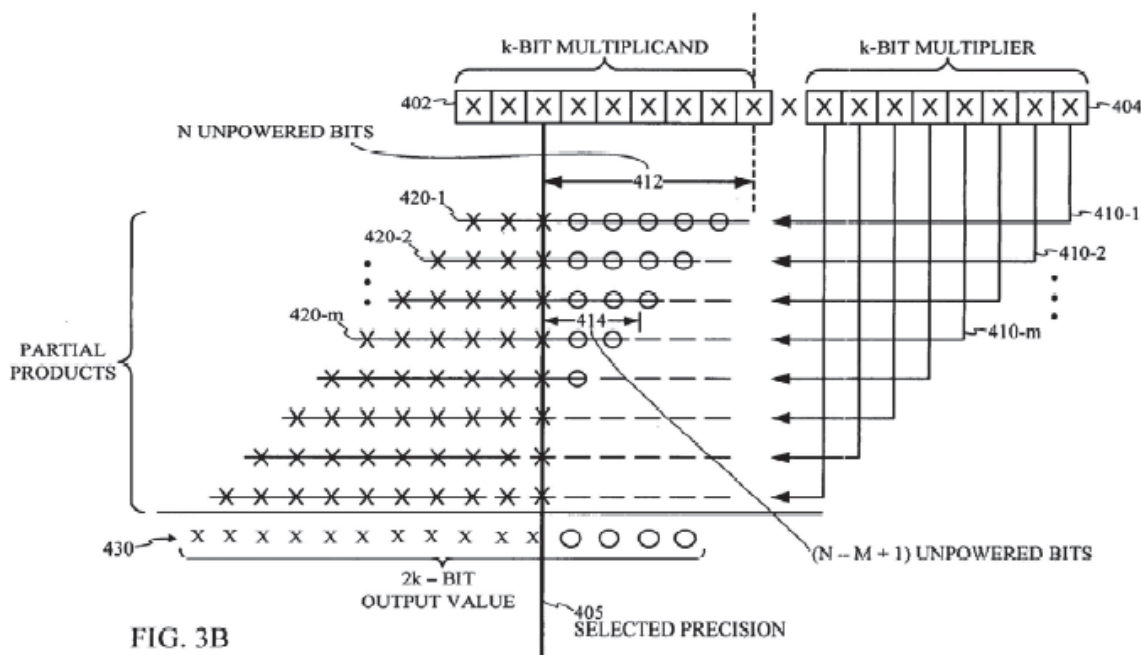 k-BIT MULTIPLICAND
k-BIT MULTIPLIER
402
X X X X X X X X X X X X X X X X X X
404
N UNPOWERED BITS
412
420-1
X X X O O O O O
410-1
420-2
X X X X O O O O
410-2
X X X X X O O O
414
420-m
X X X X X X O O
410-m
PARTIAL
PRODUCTS
X X X X X X X O
X X X X X X X X
X X X X X X X X X
X X X X X X X X X X
430
X X X X X X X X X X X O O O O
(N – M + 1) UNPOWERED BITS
2k – BIT
OUTPUT VALUE
405
SELECTED PRECISION
FIG. 3B